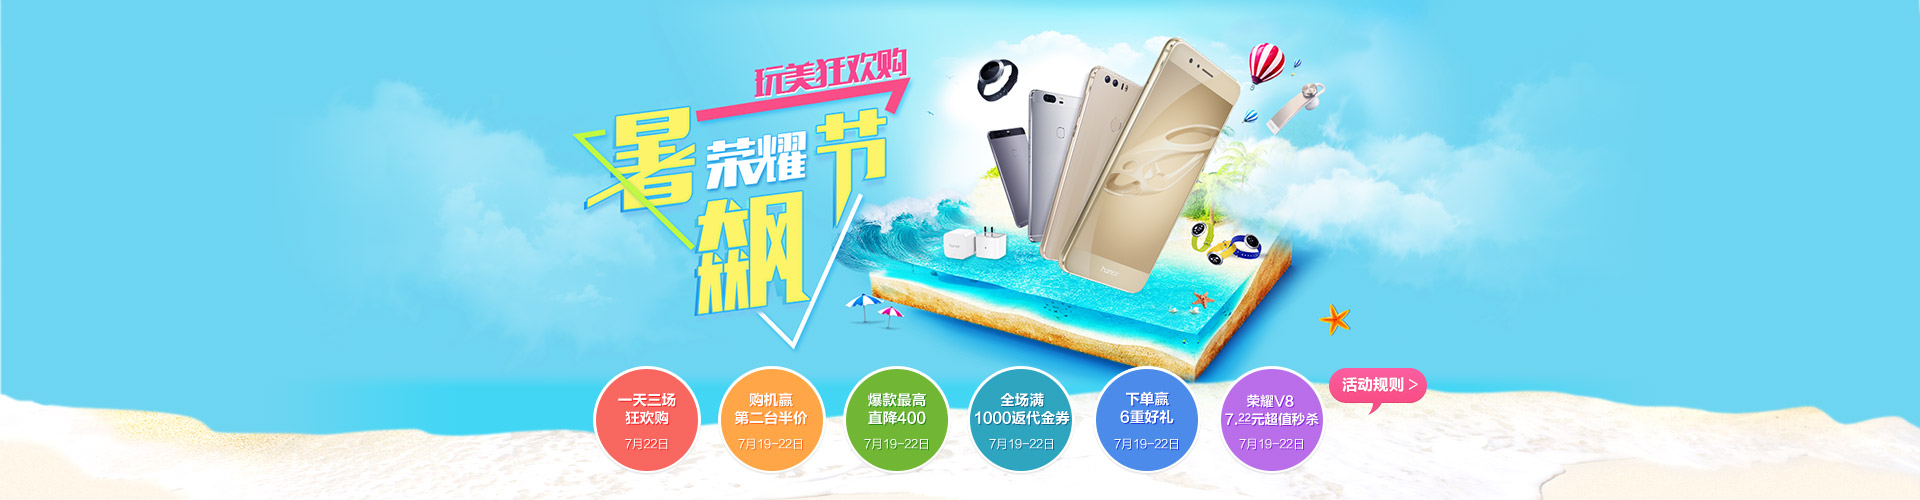 玩美狂欢购
暑荣耀节
飙
honor
honor
一天三场
狂欢购
7月22日
购机赢
第二台半价
7月19-22日
爆款最高
直降400
7月19-22日
全场满
1000返代金券
7月19-22日
下单赢
6重好礼
7月19-22日
荣耀V8
7.22元超值秒杀
7月19-22日
活动规则 >